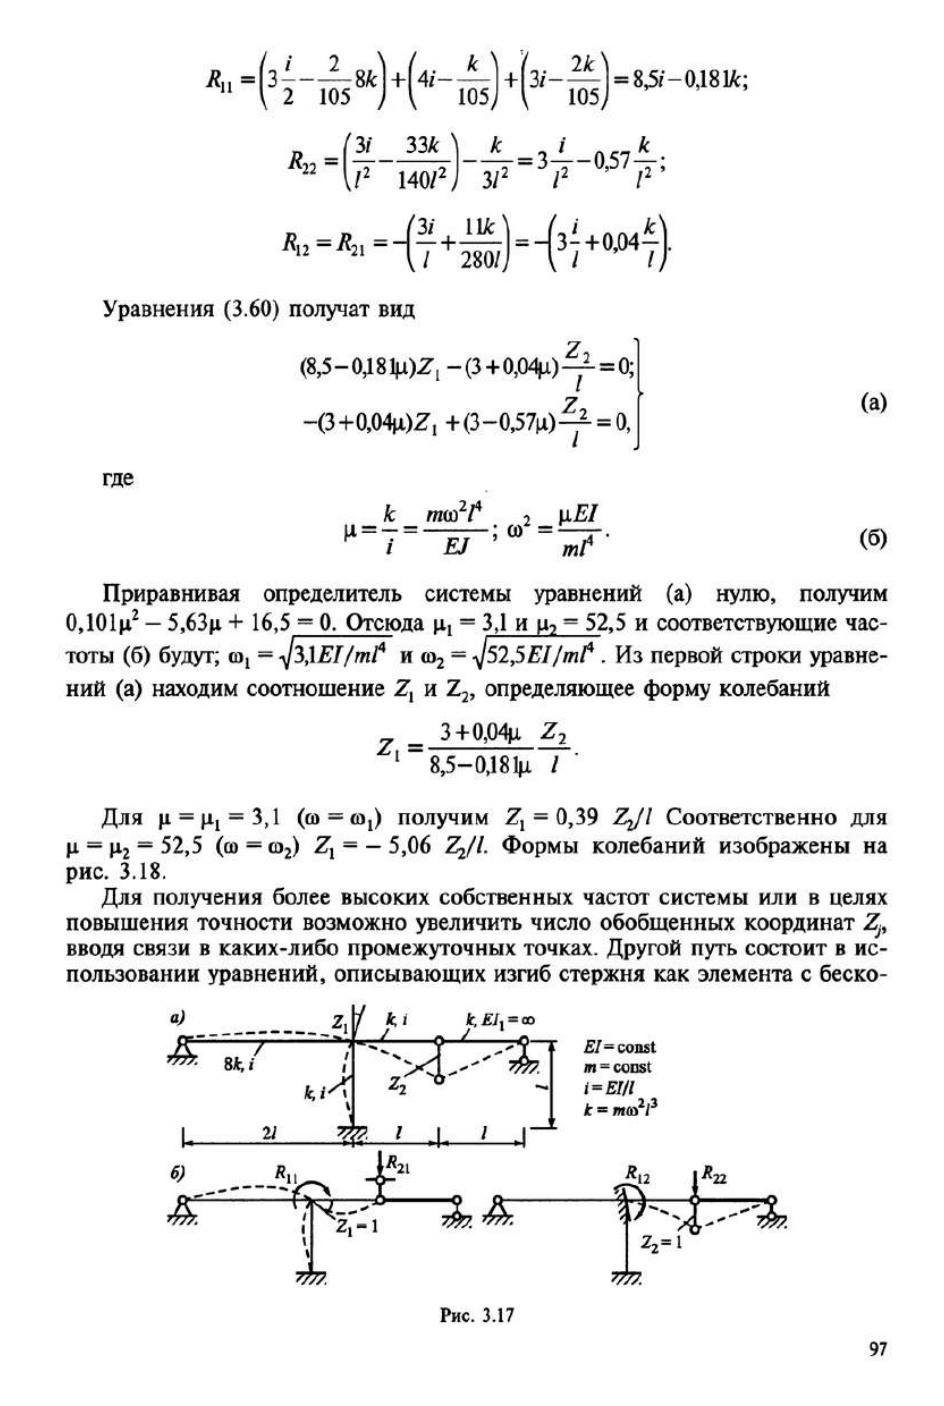 R₁₁ = (3 i/2 − 2/105 8k) + (4i − k/105) + (3i − 2k/105) = 8,5i − 0,181k;
R₂₂ = (3i/l² − 33k/140l²) − k/3l² = 3 i/l² − 0,57 k/l²;
R₁₂ = R₂₁ = −(3i/l + 11k/280l) = −(3 i/l + 0,04 k/l).
Уравнения (3.60) получат вид
(8,5−0,181μ)Z₁ −(3+0,04μ) Z₂/l = 0;
−(3+0,04μ)Z₁ +(3−0,57μ) Z₂/l = 0,
(а)
где
μ = k/i = mω²l⁴/EJ ; ω² = μEI/ml⁴ .
(б)
Приравнивая определитель системы уравнений (а) нулю, получим
0,101μ² − 5,63μ + 16,5 = 0. Отсюда μ₁ = 3,1 и μ₂ = 52,5 и соответствующие час-
тоты (б) будут; ω₁ = √3,1EI/ml⁴ и ω₂ = √52,5EI/ml⁴ . Из первой строки уравне-
ний (а) находим соотношение Z₁ и Z₂, определяющее форму колебаний
Z₁ = (3+0,04μ)/(8,5−0,181μ) Z₂/l .
Для μ = μ₁ = 3,1 (ω = ω₁) получим Z₁ = 0,39 Z₂/l Соответственно для
μ = μ₂ = 52,5 (ω = ω₂) Z₁ = − 5,06 Z₂/l. Формы колебаний изображены на
рис. 3.18.
Для получения более высоких собственных частот системы или в целях
повышения точности возможно увеличить число обобщенных координат Zⱼ,
вводя связи в каких-либо промежуточных точках. Другой путь состоит в ис-
пользовании уравнений, описывающих изгиб стержня как элемента с беско-
а)
Z₁
k, i
k, EI₁ = ∞
8k, i
k, i
Z₂
l
2l
l
l
EI = const
m = const
i = EI/l
k = mω²l³
б)
R₁₁
R₂₁
Z₁ = 1
R₁₂
R₂₂
Z₂ = 1
Рис. 3.17
97